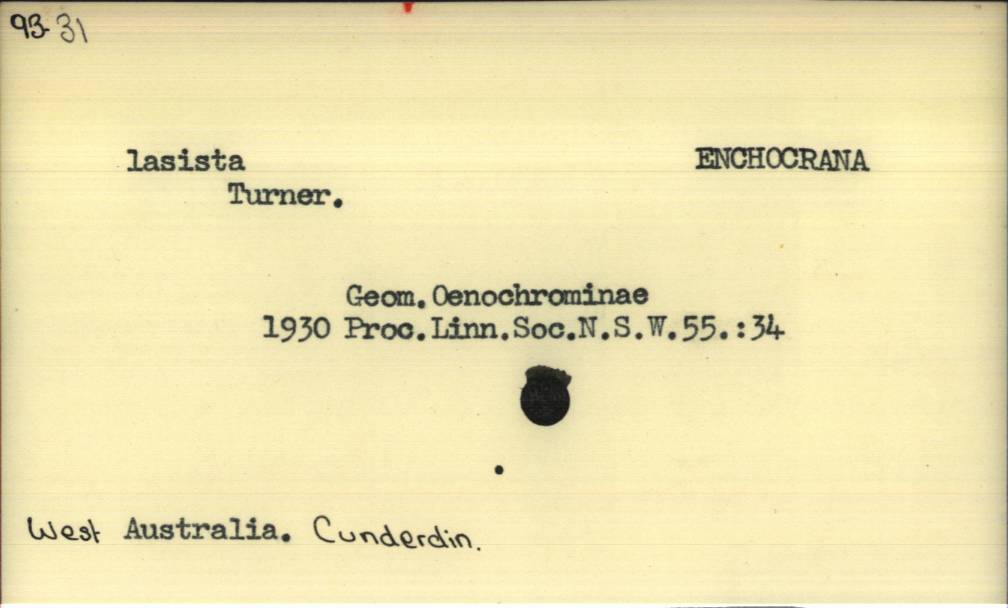 93-31
lasista ENCHOCRANA
Turner.
Geom. Oenochrominae
1930 Proc.Linn.Soc.N.S.W.55.:34
West Australia. Cunderdin.